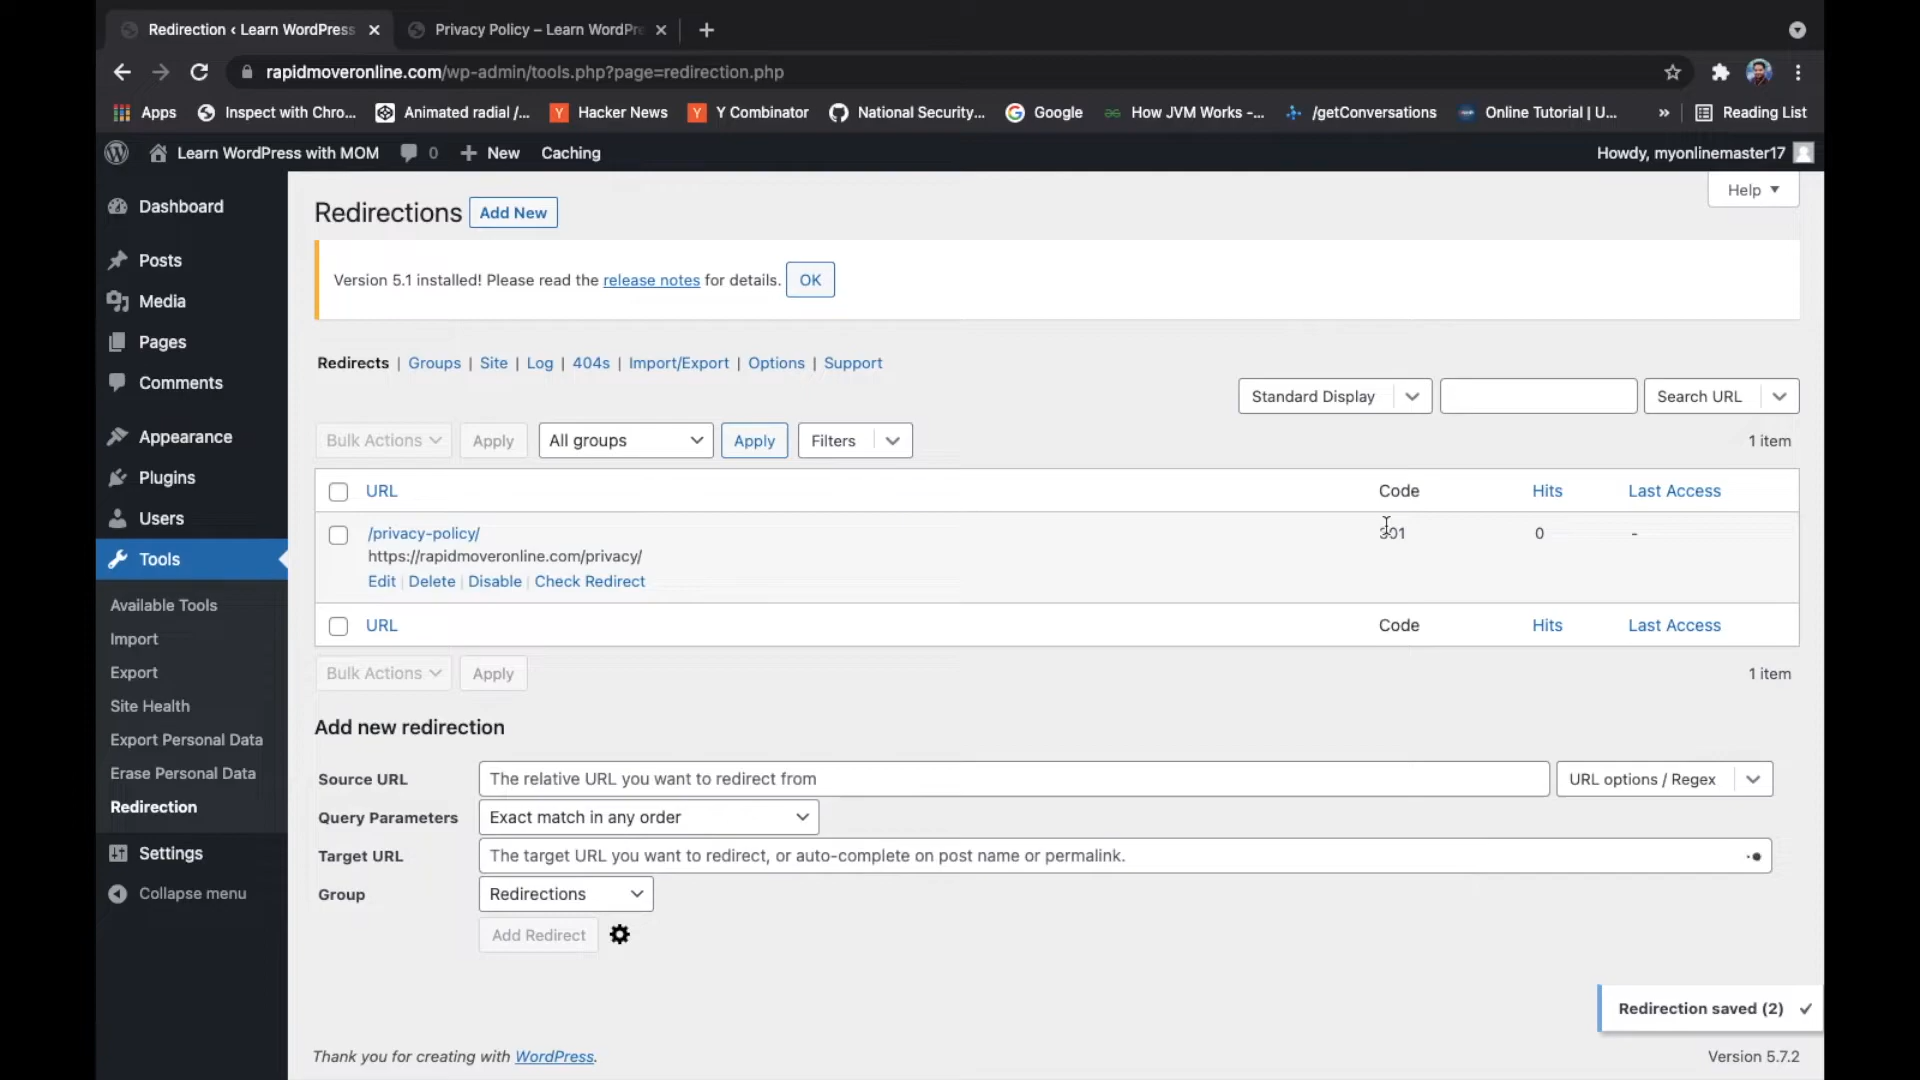 Redirection ‹ Learn WordPress
Privacy Policy – Learn WordPre
rapidmoveronline.com/wp-admin/tools.php?page=redirection.php
Apps
Inspect with Chro...
Animated radial /...
Hacker News
Y Combinator
National Security...
Google
How JVM Works -...
/getConversations
Online Tutorial | U...
»
Reading List
Learn WordPress with MOM
0
New
Caching
Howdy, myonlinemaster17
Dashboard
Posts
Media
Pages
Comments
Appearance
Plugins
Users
Tools
Available Tools
Import
Export
Site Health
Export Personal Data
Erase Personal Data
Redirection
Settings
Collapse menu
Help
Redirections
Add New
Version 5.1 installed! Please read the release notes for details.
OK
Redirects | Groups | Site | Log | 404s | Import/Export | Options | Support
Standard Display
Search URL
Bulk Actions
Apply
All groups
Apply
Filters
1 item
URL
Code
Hits
Last Access
/privacy-policy/
301
0
-
https://rapidmoveronline.com/privacy/
Edit | Delete | Disable | Check Redirect
URL
Code
Hits
Last Access
Bulk Actions
Apply
1 item
Add new redirection
Source URL
The relative URL you want to redirect from
URL options / Regex
Query Parameters
Exact match in any order
Target URL
The target URL you want to redirect, or auto-complete on post name or permalink.
Group
Redirections
Add Redirect
Redirection saved (2)
Thank you for creating with WordPress.
Version 5.7.2